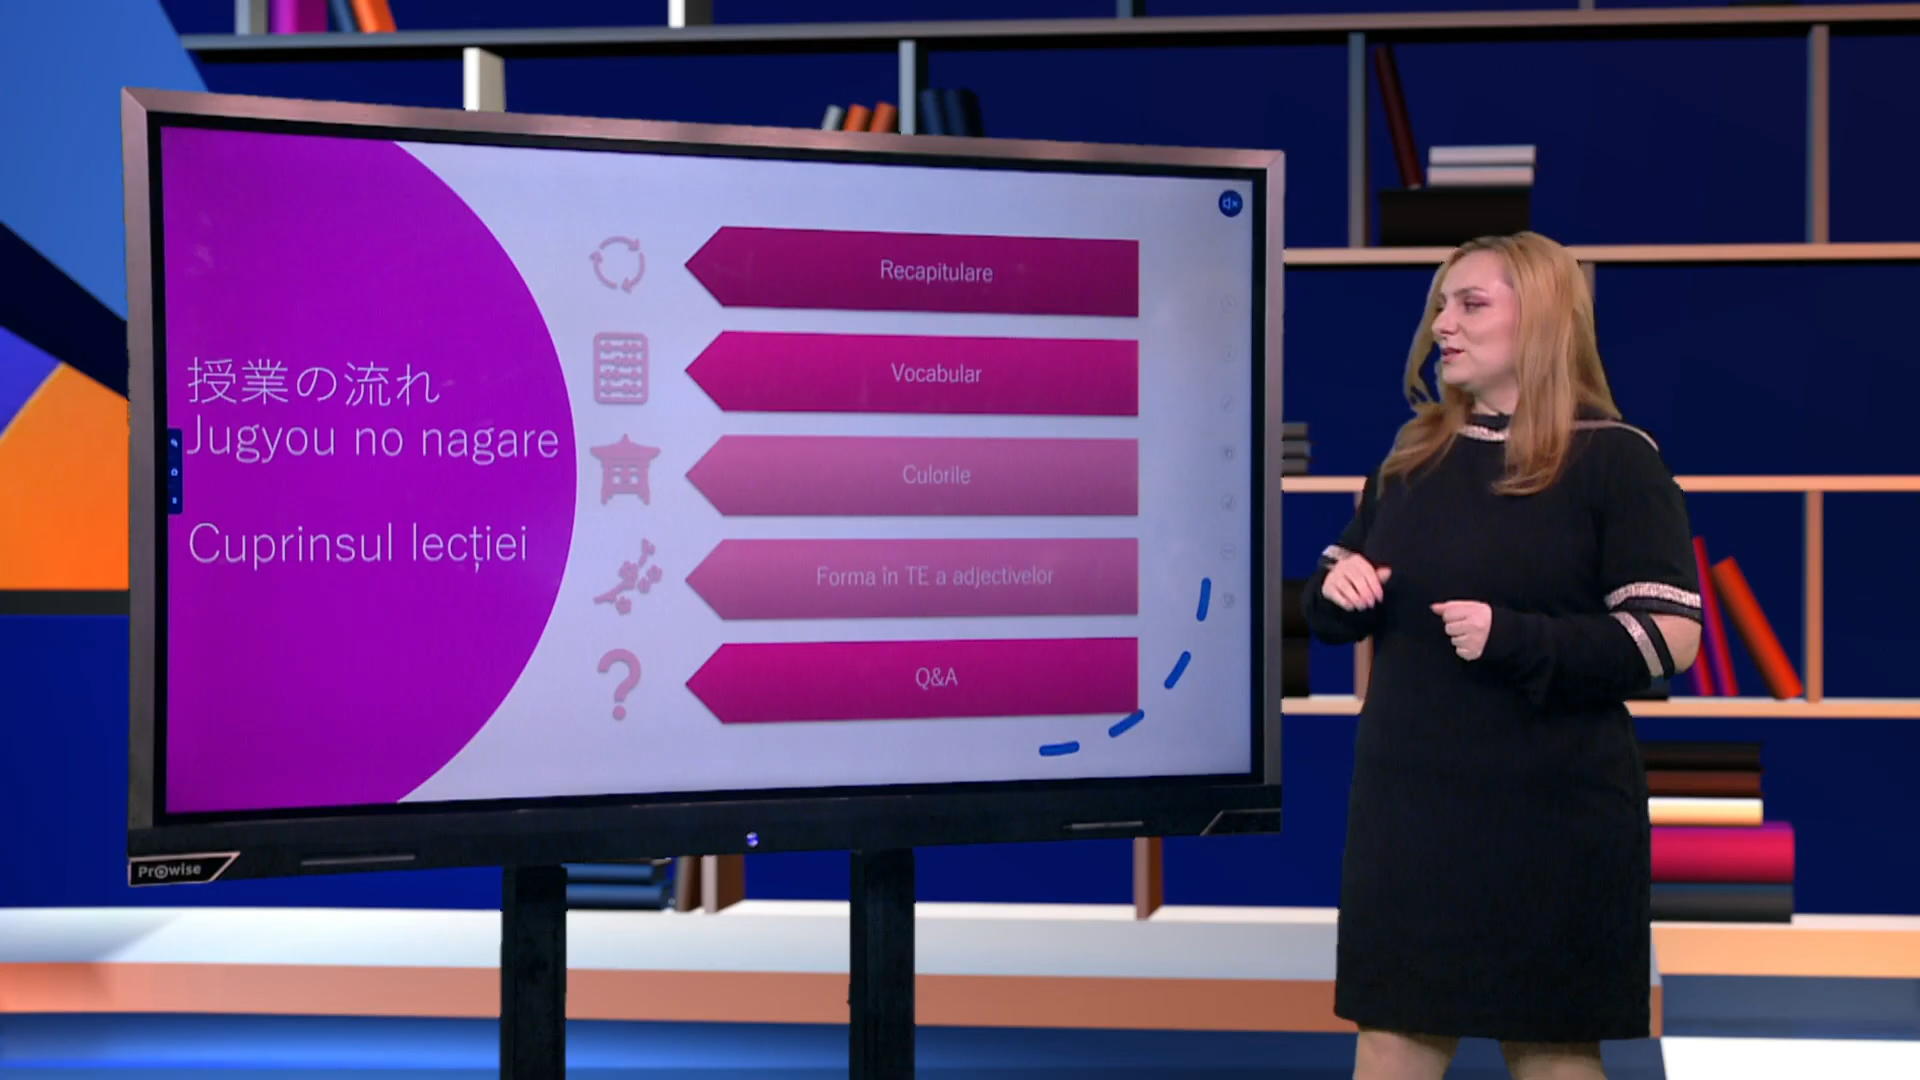 授業の流れ
Jugyou no nagare
Cuprinsul lecției
Recapitulare
Vocabular
Culorile
Forma în TE a adjectivelor
Q&A
Prowise